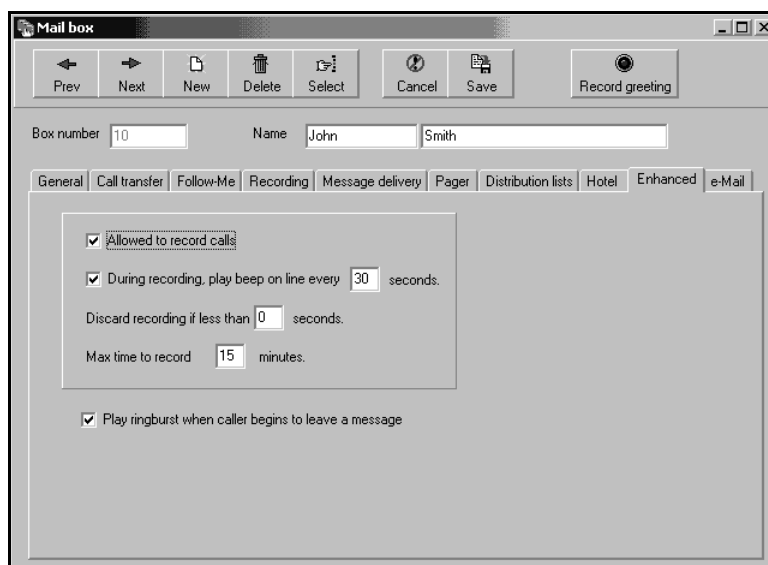 Mail box
Prev Next New Delete Select Cancel Save Record greeting
Box number 10 Name John Smith
General Call transfer Follow-Me Recording Message delivery Pager Distribution lists Hotel Enhanced e-Mail
Allowed to record calls
During recording, play beep on line every 30 seconds.
Discard recording if less than 0 seconds.
Max time to record 15 minutes.
Play ringburst when caller begins to leave a message